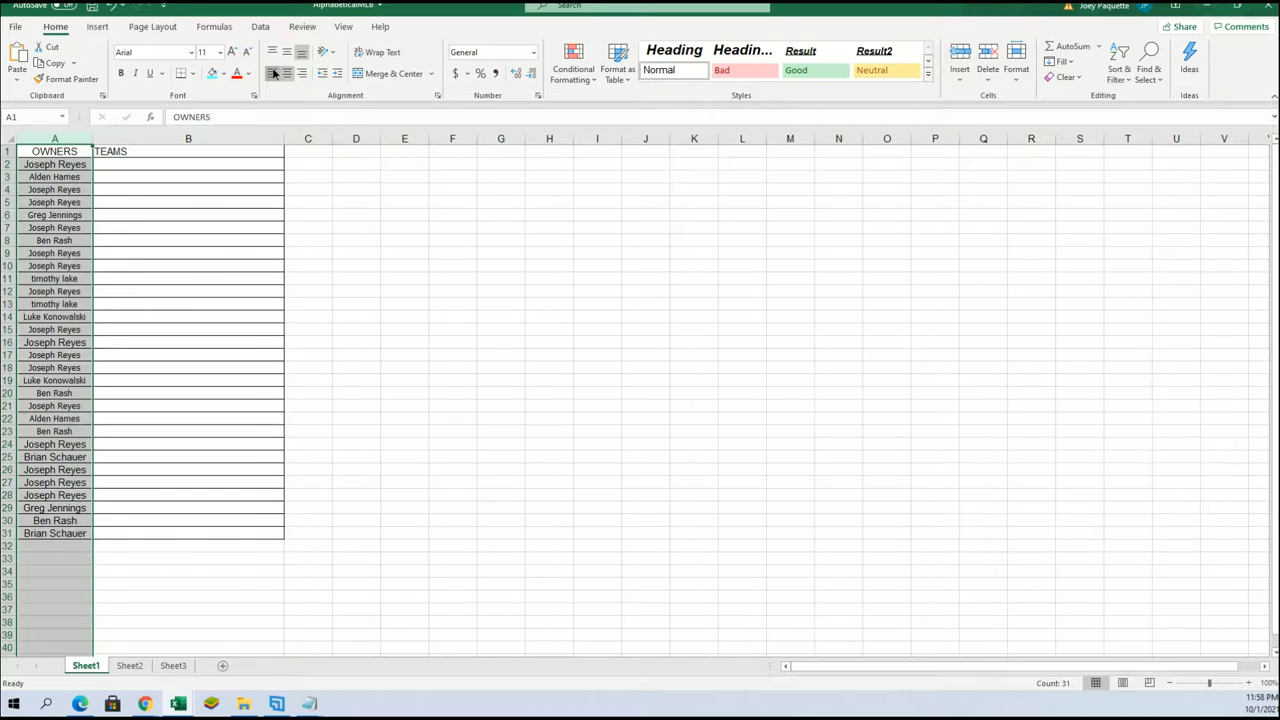 AutoSave
AlphabeticalMLB
Search
Joey Paquette
File Home Insert Page Layout Formulas Data Review View Help
Share Comments
Paste
Cut
Copy
Format Painter
Clipboard
Arial 11
B I U
Font
Wrap Text
Merge & Center
Alignment
General
$ % ,
Number
Conditional Formatting
Format as Table
Heading Headin... Result Result2
Normal Bad Good Neutral
Styles
Insert Delete Format
Cells
AutoSum
Fill
Clear
Sort & Filter
Find & Select
Editing
Ideas
Ideas
A1 fx OWNERS
A B C D E F G H I J K L M N O P Q R S T U V
1 OWNERS TEAMS
2 Joseph Reyes
3 Alden Hames
4 Joseph Reyes
5 Joseph Reyes
6 Greg Jennings
7 Joseph Reyes
8 Ben Rash
9 Joseph Reyes
10 Joseph Reyes
11 timothy lake
12 Joseph Reyes
13 timothy lake
14 Luke Konowalski
15 Joseph Reyes
16 Joseph Reyes
17 Joseph Reyes
18 Joseph Reyes
19 Luke Konowalski
20 Ben Rash
21 Joseph Reyes
22 Alden Hames
23 Ben Rash
24 Joseph Reyes
25 Brian Schauer
26 Joseph Reyes
27 Joseph Reyes
28 Joseph Reyes
29 Greg Jennings
30 Ben Rash
31 Brian Schauer
32
33
34
35
36
37
38
39
40
Sheet1 Sheet2 Sheet3
Ready
Count: 31
100%
11:58 PM
10/1/2021